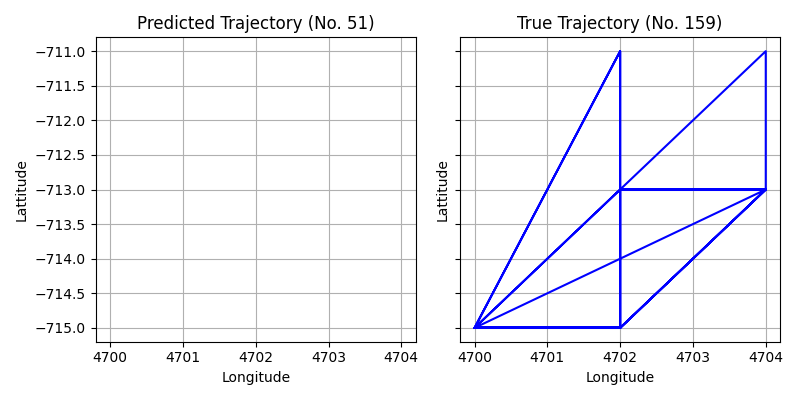 Predicted Trajectory (No. 51)
True Trajectory (No. 159)
Lattitude
−711.0
−711.5
−712.0
−712.5
−713.0
−713.5
−714.0
−714.5
−715.0
4700 4701 4702 4703 4704
Longitude
Lattitude
4700 4701 4702 4703 4704
Longitude